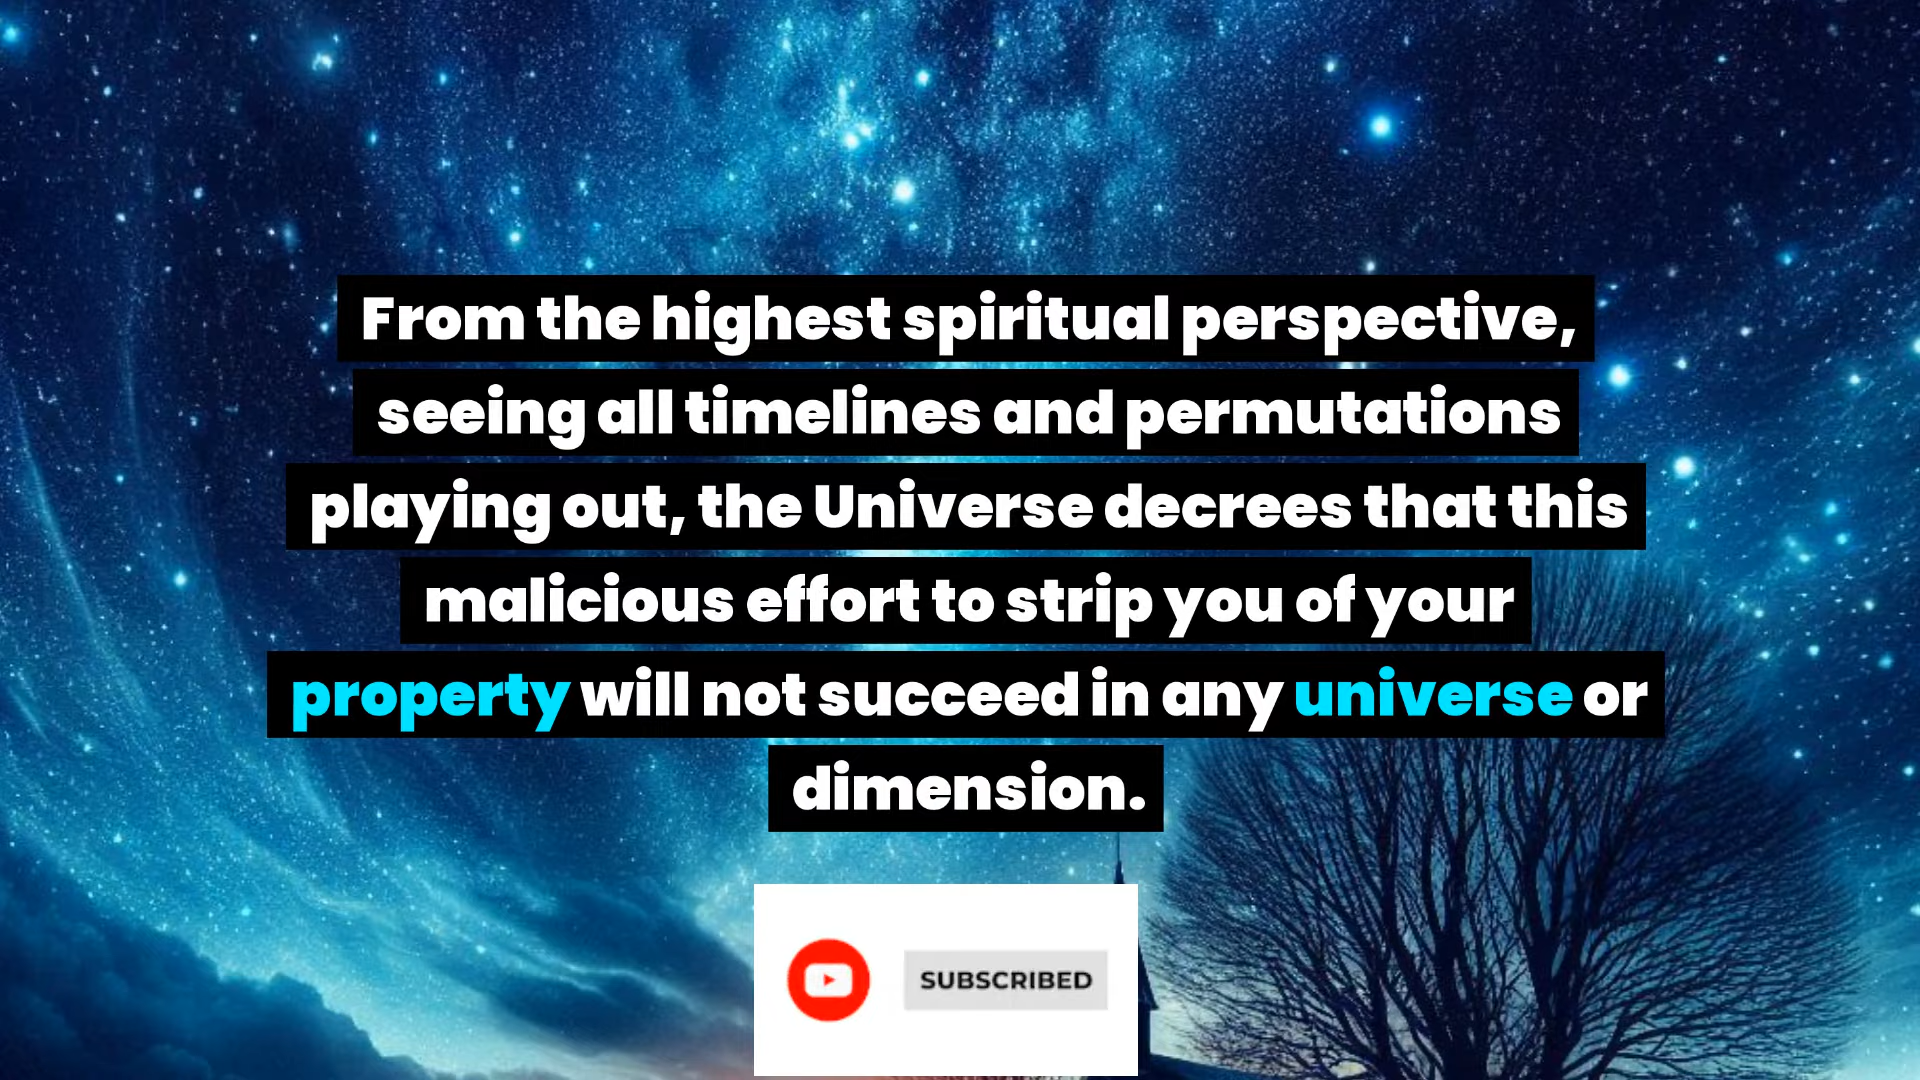 From the highest spiritual perspective,
seeing all timelines and permutations
playing out, the Universe decrees that this
malicious effort to strip you of your
property will not succeed in any universe or
dimension.
SUBSCRIBED